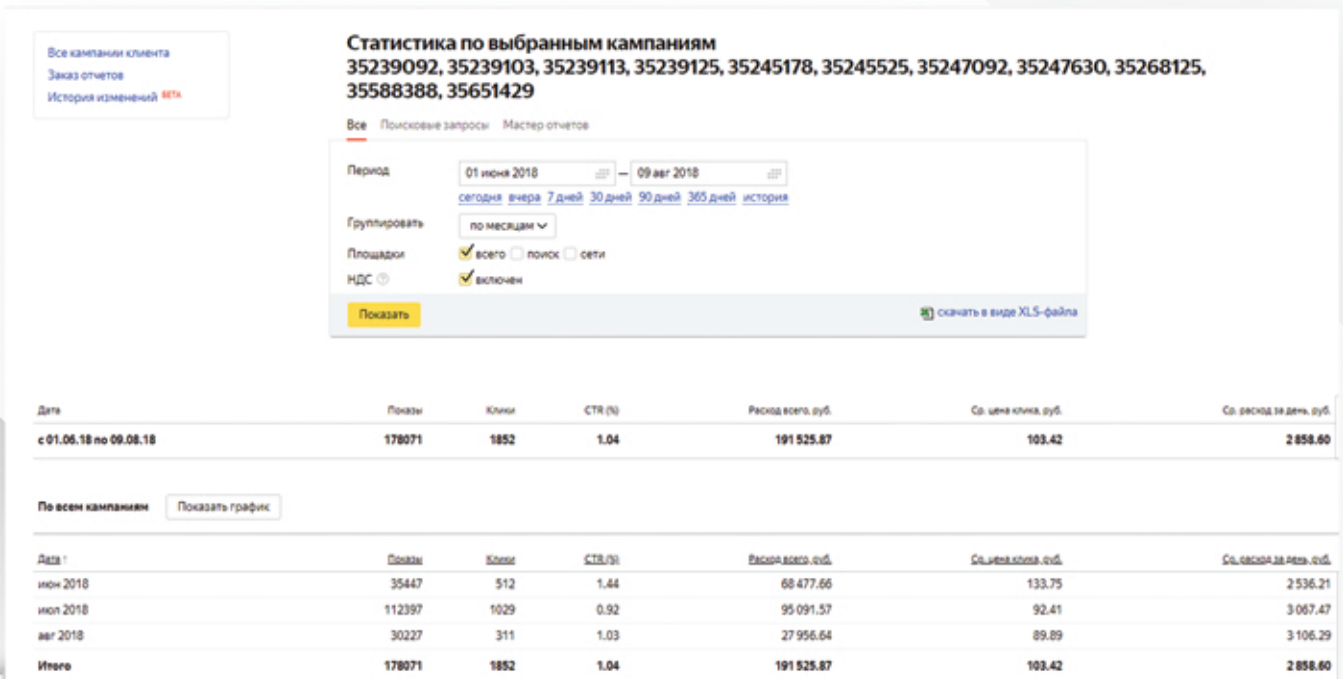 Все кампании клиента
Заказ отчетов
История изменений BETA
Статистика по выбранным кампаниям
35239092, 35239103, 35239113, 35239125, 35245178, 35245525, 35247092, 35247630, 35268125,
35588388, 35651429
Все Поисковые запросы Мастер отчетов
Период 01 июня 2018 — 09 авг 2018
сегодня вчера 7 дней 30 дней 90 дней 365 дней история
Группировать по месяцам
Площадки всего поиск сети
НДС включен
Показать скачать в виде XLS-файла
Дата Показы Клики CTR (%) Расход всего, руб. Ср. цена клика, руб. Ср. расход за день, руб.
с 01.06.18 по 09.08.18 178071 1852 1.04 191 525.87 103.42 2 858.60
По всем кампаниям Показать график
Дата ↑ Показы Клики CTR (%) Расход всего, руб. Ср. цена клика, руб. Ср. расход за день, руб.
июн 2018 35447 512 1.44 68 477.66 133.75 2 536.21
июл 2018 112397 1029 0.92 95 091.57 92.41 3 067.47
авг 2018 30227 311 1.03 27 956.64 89.89 3 106.29
Итого 178071 1852 1.04 191 525.87 103.42 2 858.60